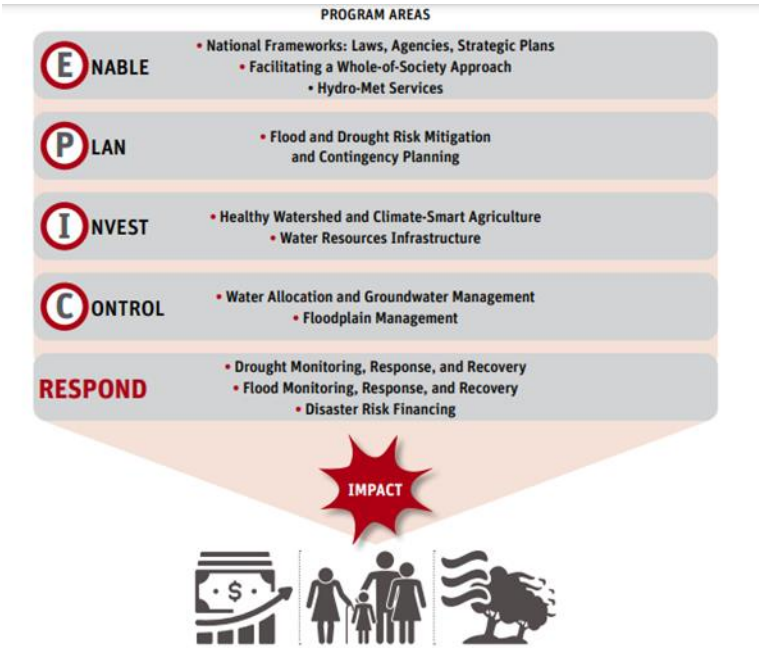 PROGRAM AREAS
ENABLE
• National Frameworks: Laws, Agencies, Strategic Plans
• Facilitating a Whole-of-Society Approach
• Hydro-Met Services
PLAN
• Flood and Drought Risk Mitigation
and Contingency Planning
INVEST
• Healthy Watershed and Climate-Smart Agriculture
• Water Resources Infrastructure
CONTROL
• Water Allocation and Groundwater Management
• Floodplain Management
RESPOND
• Drought Monitoring, Response, and Recovery
• Flood Monitoring, Response, and Recovery
• Disaster Risk Financing
IMPACT
$